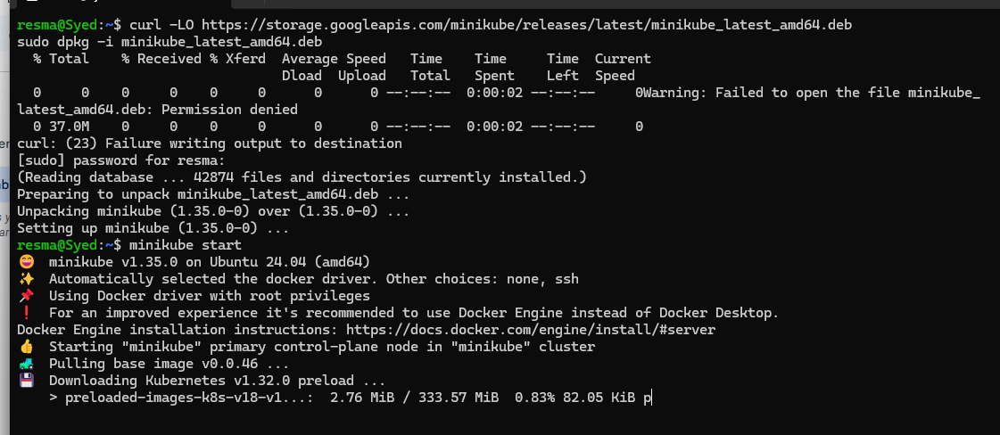 resma@Syed:~$ curl -LO https://storage.googleapis.com/minikube/releases/latest/minikube_latest_amd64.deb
sudo dpkg -i minikube_latest_amd64.deb
  % Total    % Received % Xferd  Average Speed   Time    Time     Time  Current
                                 Dload  Upload   Total   Spent    Left  Speed
  0     0    0     0    0     0      0      0 --:--:--  0:00:02 --:--:--     0Warning: Failed to open the file minikube_
latest_amd64.deb: Permission denied
  0 37.0M    0     0    0     0      0      0 --:--:--  0:00:02 --:--:--     0
curl: (23) Failure writing output to destination
[sudo] password for resma:
(Reading database ... 42874 files and directories currently installed.)
Preparing to unpack minikube_latest_amd64.deb ...
Unpacking minikube (1.35.0-0) over (1.35.0-0) ...
Setting up minikube (1.35.0-0) ...
resma@Syed:~$ minikube start
😄  minikube v1.35.0 on Ubuntu 24.04 (amd64)
✨  Automatically selected the docker driver. Other choices: none, ssh
📌  Using Docker driver with root privileges
❗  For an improved experience it's recommended to use Docker Engine instead of Docker Desktop.
Docker Engine installation instructions: https://docs.docker.com/engine/install/#server
👍  Starting "minikube" primary control-plane node in "minikube" cluster
🚜  Pulling base image v0.0.46 ...
💾  Downloading Kubernetes v1.32.0 preload ...
    > preloaded-images-k8s-v18-v1...:  2.76 MiB / 333.57 MiB  0.83% 82.05 KiB p